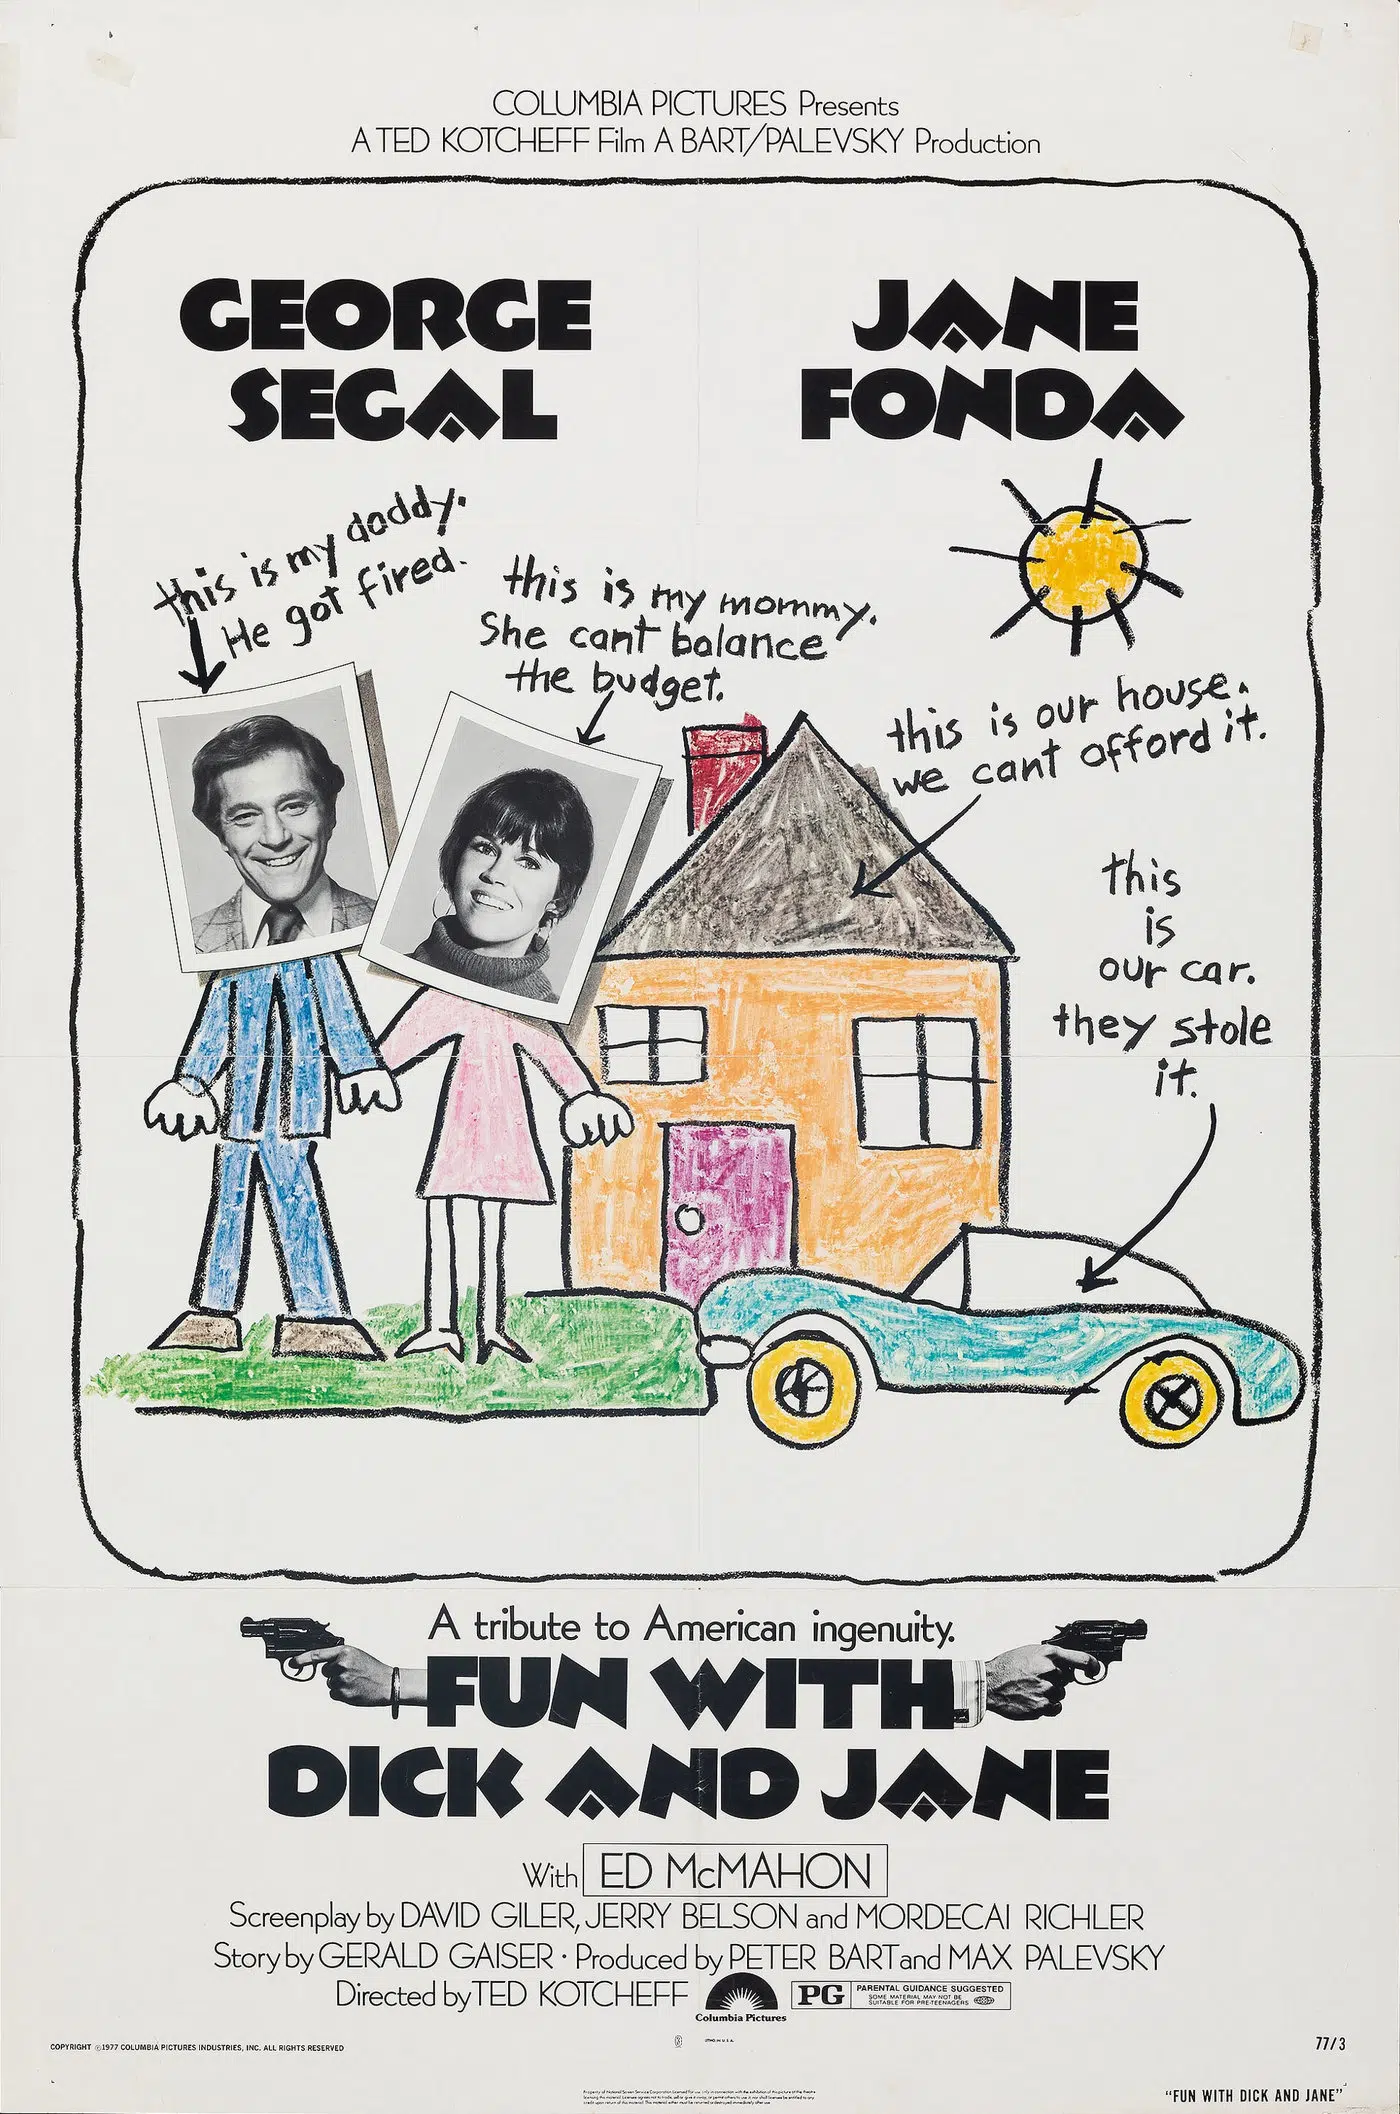 COLUMBIA PICTURES Presents
A TED KOTCHEFF Film A BART/PALEVSKY Production
GEORGE
SEGAL
JANE
FONDA
this is my daddy.
He got fired.
this is my mommy.
She cant balance
the budget.
this is our house.
we cant afford it.
this
is
our car.
they stole
it.
A tribute to American ingenuity.
FUN WITH
DICK AND JANE
With ED McMAHON
Screenplay by DAVID GILER, JERRY BELSON and MORDECAI RICHLER
Story by GERALD GAISER · Produced by PETER BART and MAX PALEVSKY
Directed by TED KOTCHEFF
Columbia Pictures
PG PARENTAL GUIDANCE SUGGESTED
SOME MATERIAL MAY NOT BE
SUITABLE FOR PRE-TEENAGERS
COPYRIGHT ©1977 COLUMBIA PICTURES INDUSTRIES, INC. ALL RIGHTS RESERVED
LITHO. IN U.S.A.
77/3
"FUN WITH DICK AND JANE"